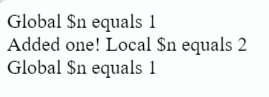 Global $n equals 1
Added one! Local $n equals 2
Global $n equals 1